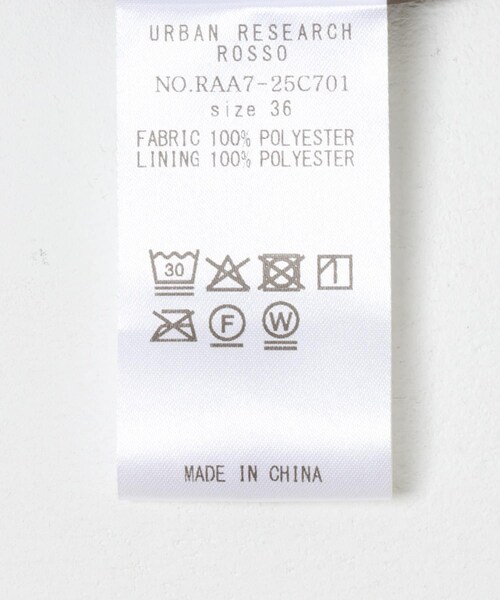 URBAN RESEARCH
ROSSO
NO.RAA7-25C701
size 36
FABRIC 100% POLYESTER
LINING 100% POLYESTER
30
F W
MADE IN CHINA